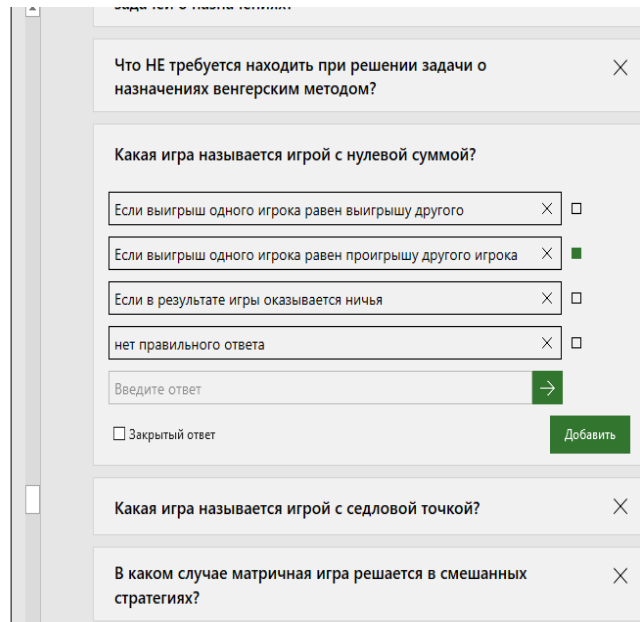 задачей о назначениях?
Что НЕ требуется находить при решении задачи о
назначениях венгерским методом?
Какая игра называется игрой с нулевой суммой?
Если выигрыш одного игрока равен выигрышу другого
Если выигрыш одного игрока равен проигрышу другого игрока
Если в результате игры оказывается ничья
нет правильного ответа
Введите ответ
Закрытый ответ
Добавить
Какая игра называется игрой с седловой точкой?
В каком случае матричная игра решается в смешанных
стратегиях?